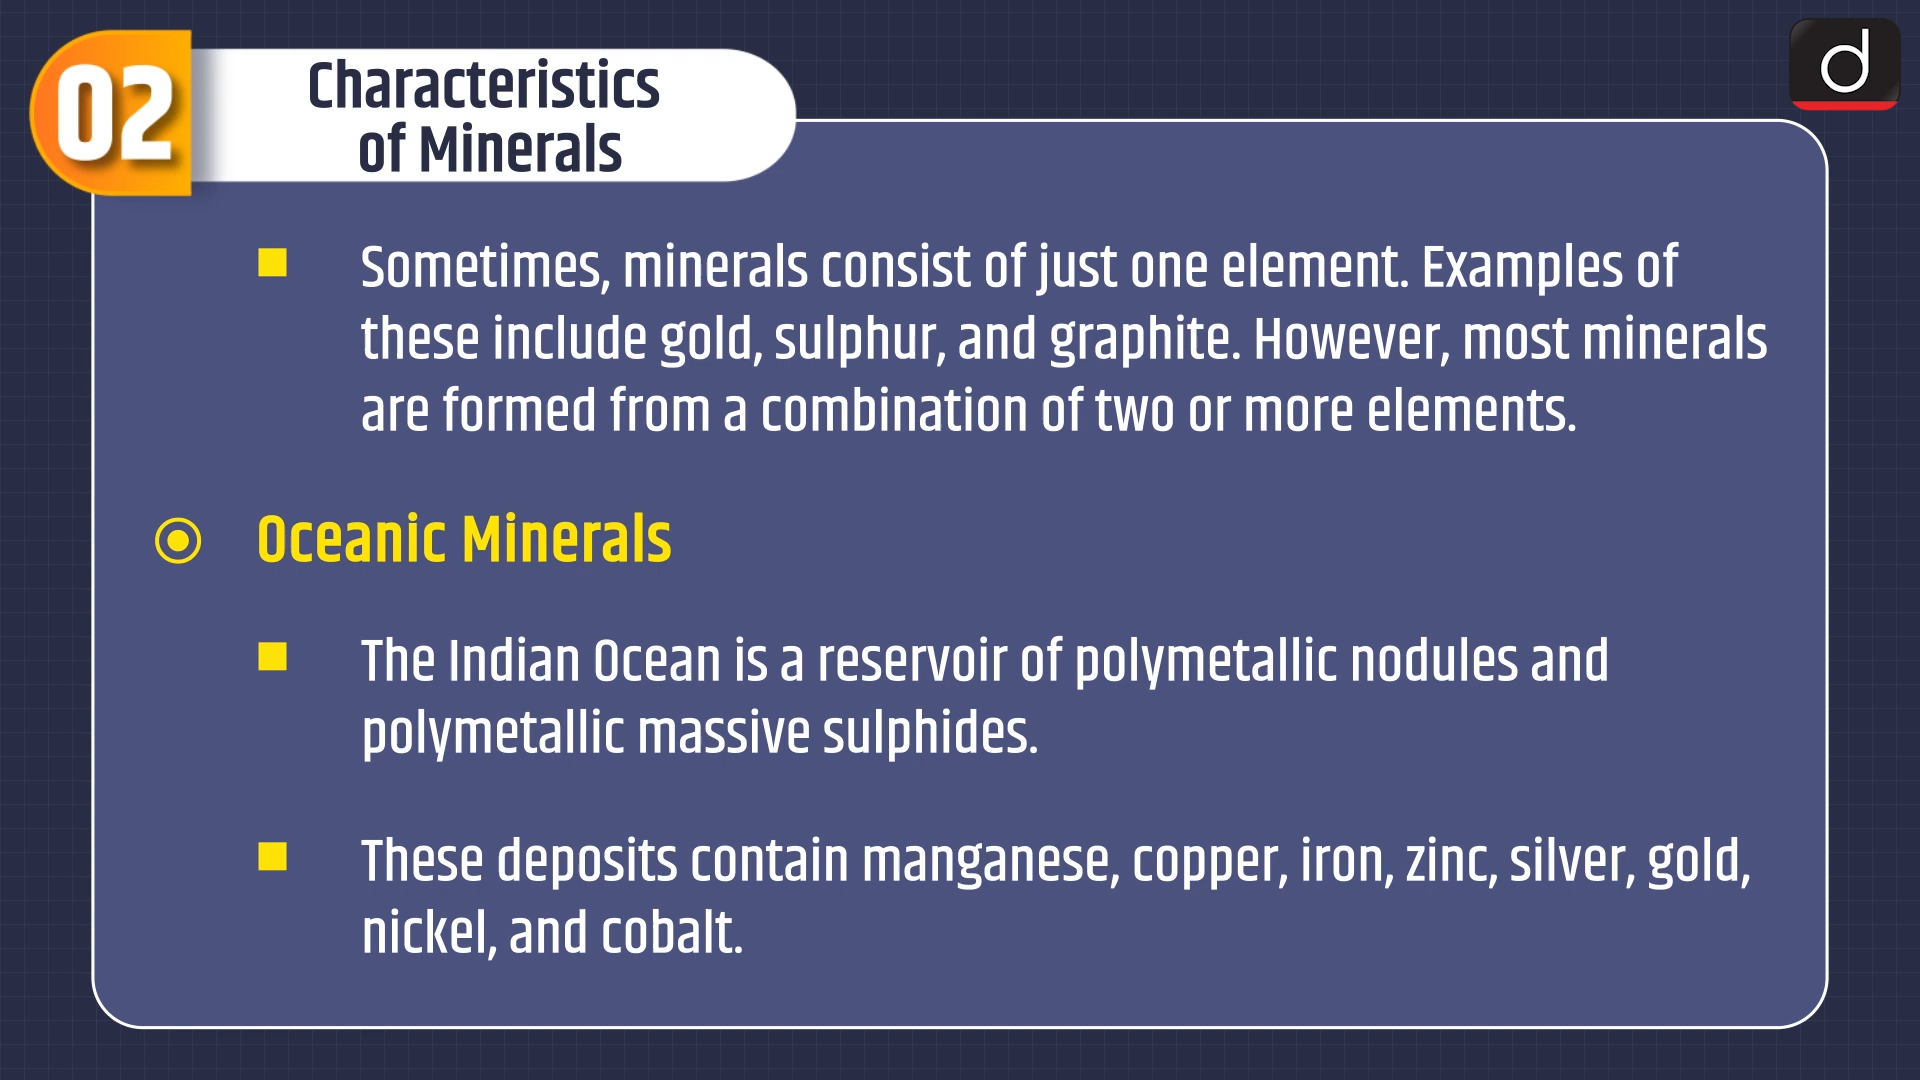 02
Characteristics
of Minerals
d
Sometimes, minerals consist of just one element. Examples of
these include gold, sulphur, and graphite. However, most minerals
are formed from a combination of two or more elements.
Oceanic Minerals
The Indian Ocean is a reservoir of polymetallic nodules and
polymetallic massive sulphides.
These deposits contain manganese, copper, iron, zinc, silver, gold,
nickel, and cobalt.